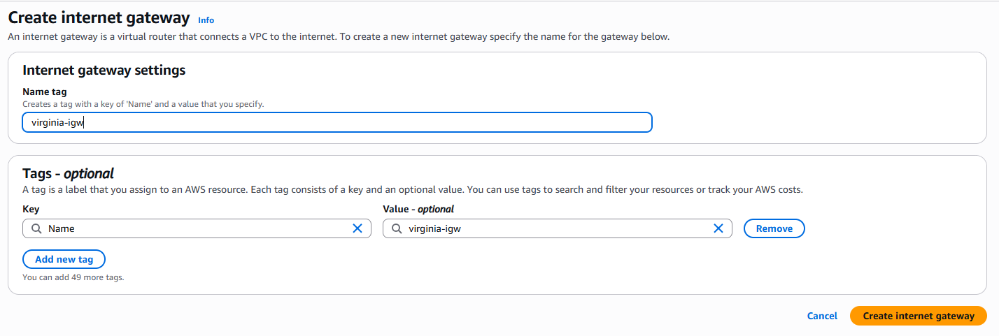 Create internet gateway Info
An internet gateway is a virtual router that connects a VPC to the internet. To create a new internet gateway specify the name for the gateway below.
Internet gateway settings
Name tag
Creates a tag with a key of 'Name' and a value that you specify.
virginia-igw
Tags - optional
A tag is a label that you assign to an AWS resource. Each tag consists of a key and an optional value. You can use tags to search and filter your resources or track your AWS costs.
Key Value - optional
Name virginia-igw Remove
Add new tag
You can add 49 more tags.
Cancel Create internet gateway